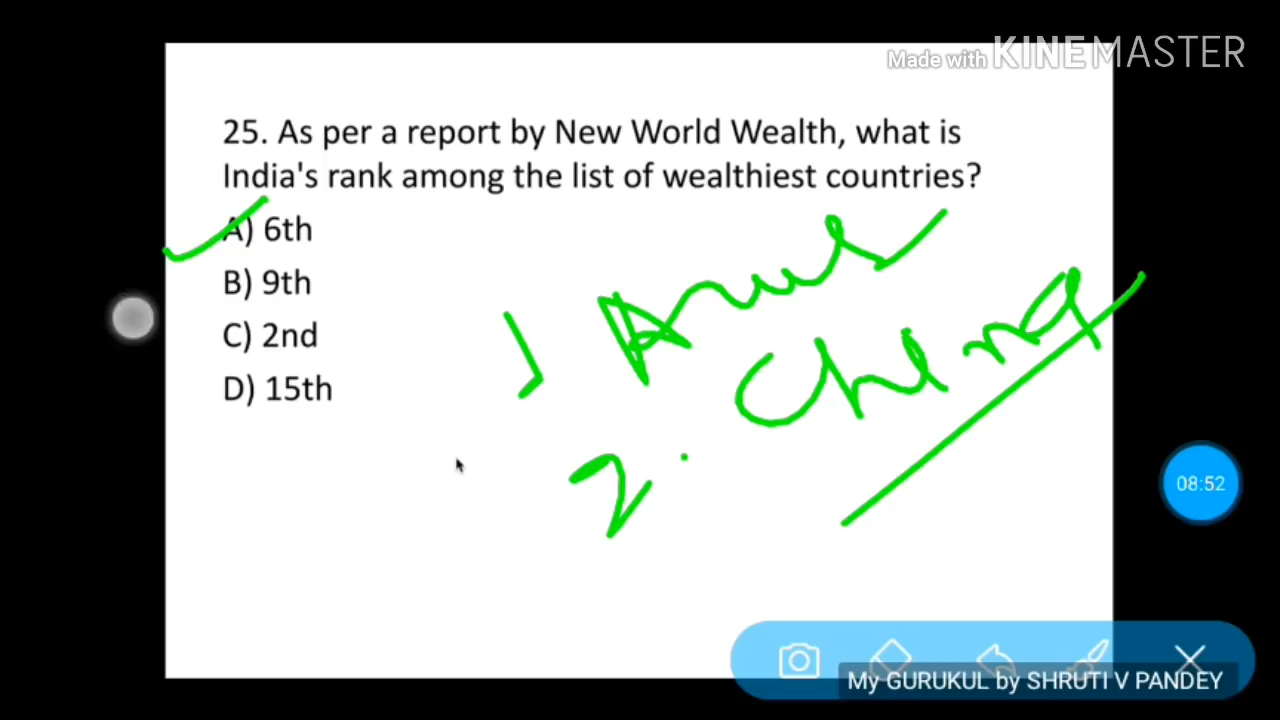 Made with KINEMASTER
25. As per a report by New World Wealth, what is
India's rank among the list of wealthiest countries?
A) 6th
B) 9th
C) 2nd
D) 15th
1
2. China
08:52
My GURUKUL by SHRUTI V PANDEY